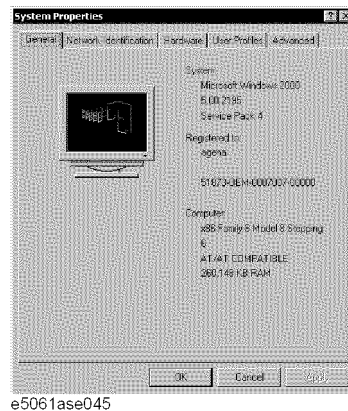 System Properties
General Network Identification Hardware User Profiles Advanced
System:
Microsoft Windows 2000
5.00.2195
Service Pack 4
Registered to:
agena
51873-OEM-0007007-00000
Computer:
x86 Family 6 Model 8 Stepping
6
AT/AT COMPATIBLE
260,148 KB RAM
OK Cancel Apply
e5061ase045